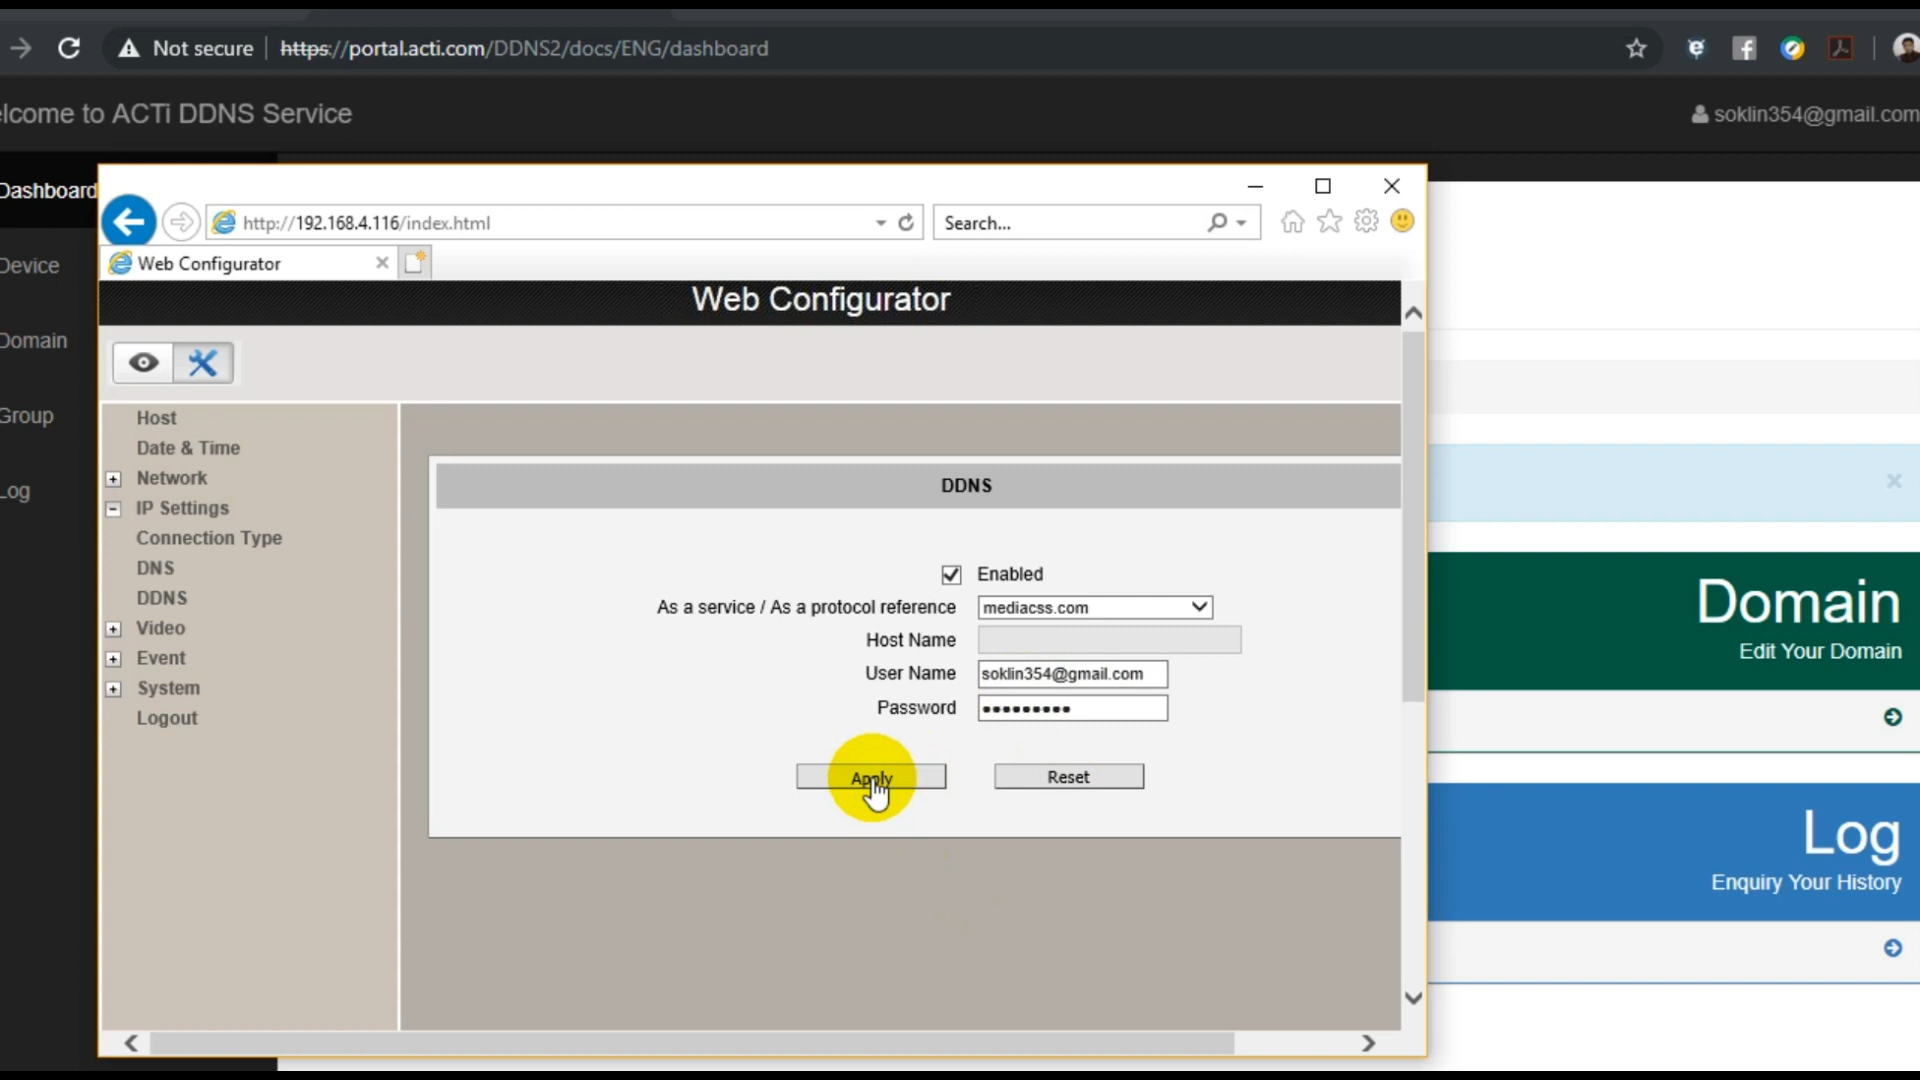 Not secure | https://portal.acti.com/DDNS2/docs/ENG/dashboard
elcome to ACTi DDNS Service
soklin354@gmail.com
Dashboard
Device
Domain
Group
Log
http://192.168.4.116/index.html
Search...
Web Configurator
Web Configurator
Host
Date & Time
Network
IP Settings
Connection Type
DNS
DDNS
Video
Event
System
Logout
DDNS
Enabled
As a service / As a protocol reference
mediacss.com
Host Name
User Name
soklin354@gmail.com
Password
•••••••••
Apply
Reset
Domain
Edit Your Domain
Log
Enquiry Your History